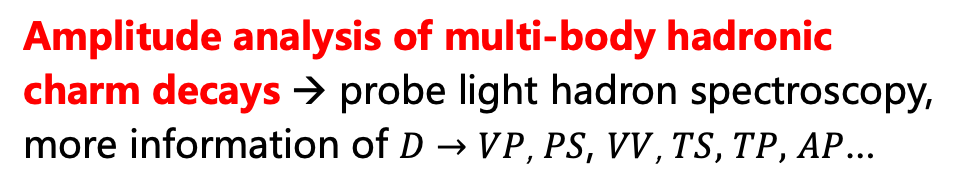 Amplitude analysis of multi-body hadronic
charm decays → probe light hadron spectroscopy,
more information of 𝐷 → 𝑉𝑃, 𝑃𝑆, 𝑉𝑉, 𝑇𝑆, 𝑇𝑃, 𝐴𝑃…